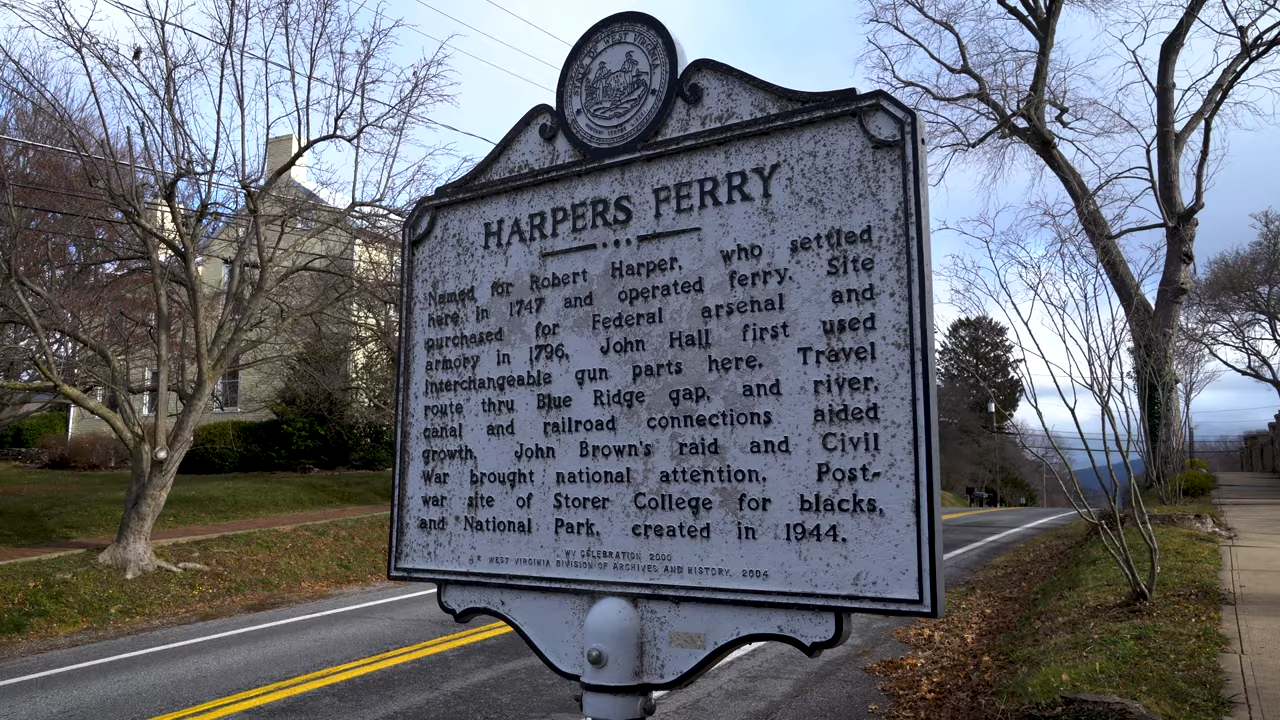 STATE OF WEST VIRGINIA
HARPERS FERRY
Named for Robert Harper, who settled
here in 1747 and operated ferry. Site
purchased for Federal arsenal and
armory in 1796. John Hall first used
interchangeable gun parts here. Travel
route thru Blue Ridge gap, and river,
canal and railroad connections aided
growth. John Brown's raid and Civil
War brought national attention. Post-
war site of Storer College for blacks,
and National Park, created in 1944.
WV CELEBRATION 2000
* WEST VIRGINIA DIVISION OF ARCHIVES AND HISTORY, 2004